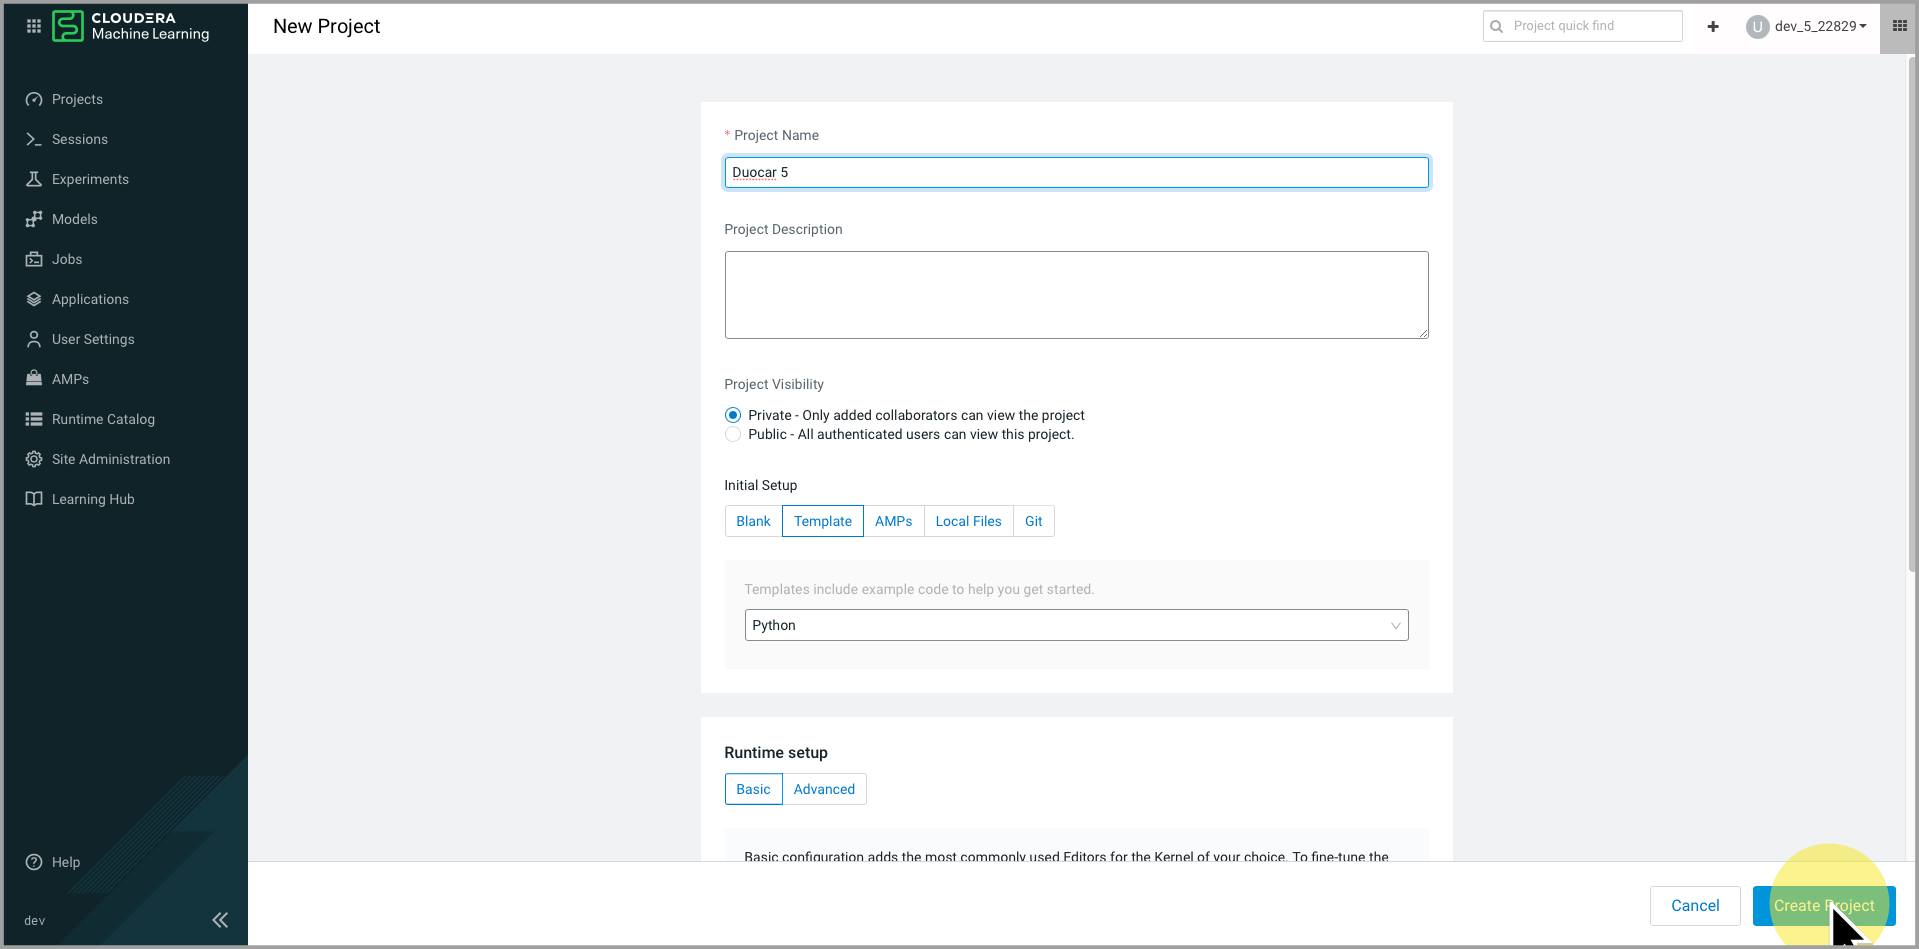 CLOUDERA
Machine Learning
New Project
Project quick find
+
U
dev_5_22829
Projects
Sessions
Experiments
Models
Jobs
Applications
User Settings
AMPs
Runtime Catalog
Site Administration
Learning Hub
Help
dev
* Project Name
Duocar 5
Project Description
Project Visibility
Private - Only added collaborators can view the project
Public - All authenticated users can view this project.
Initial Setup
Blank Template AMPs Local Files Git
Templates include example code to help you get started.
Python
Runtime setup
Basic Advanced
Basic configuration adds the most commonly used Editors for the Kernel of your choice. To fine-tune the
Cancel Create Project